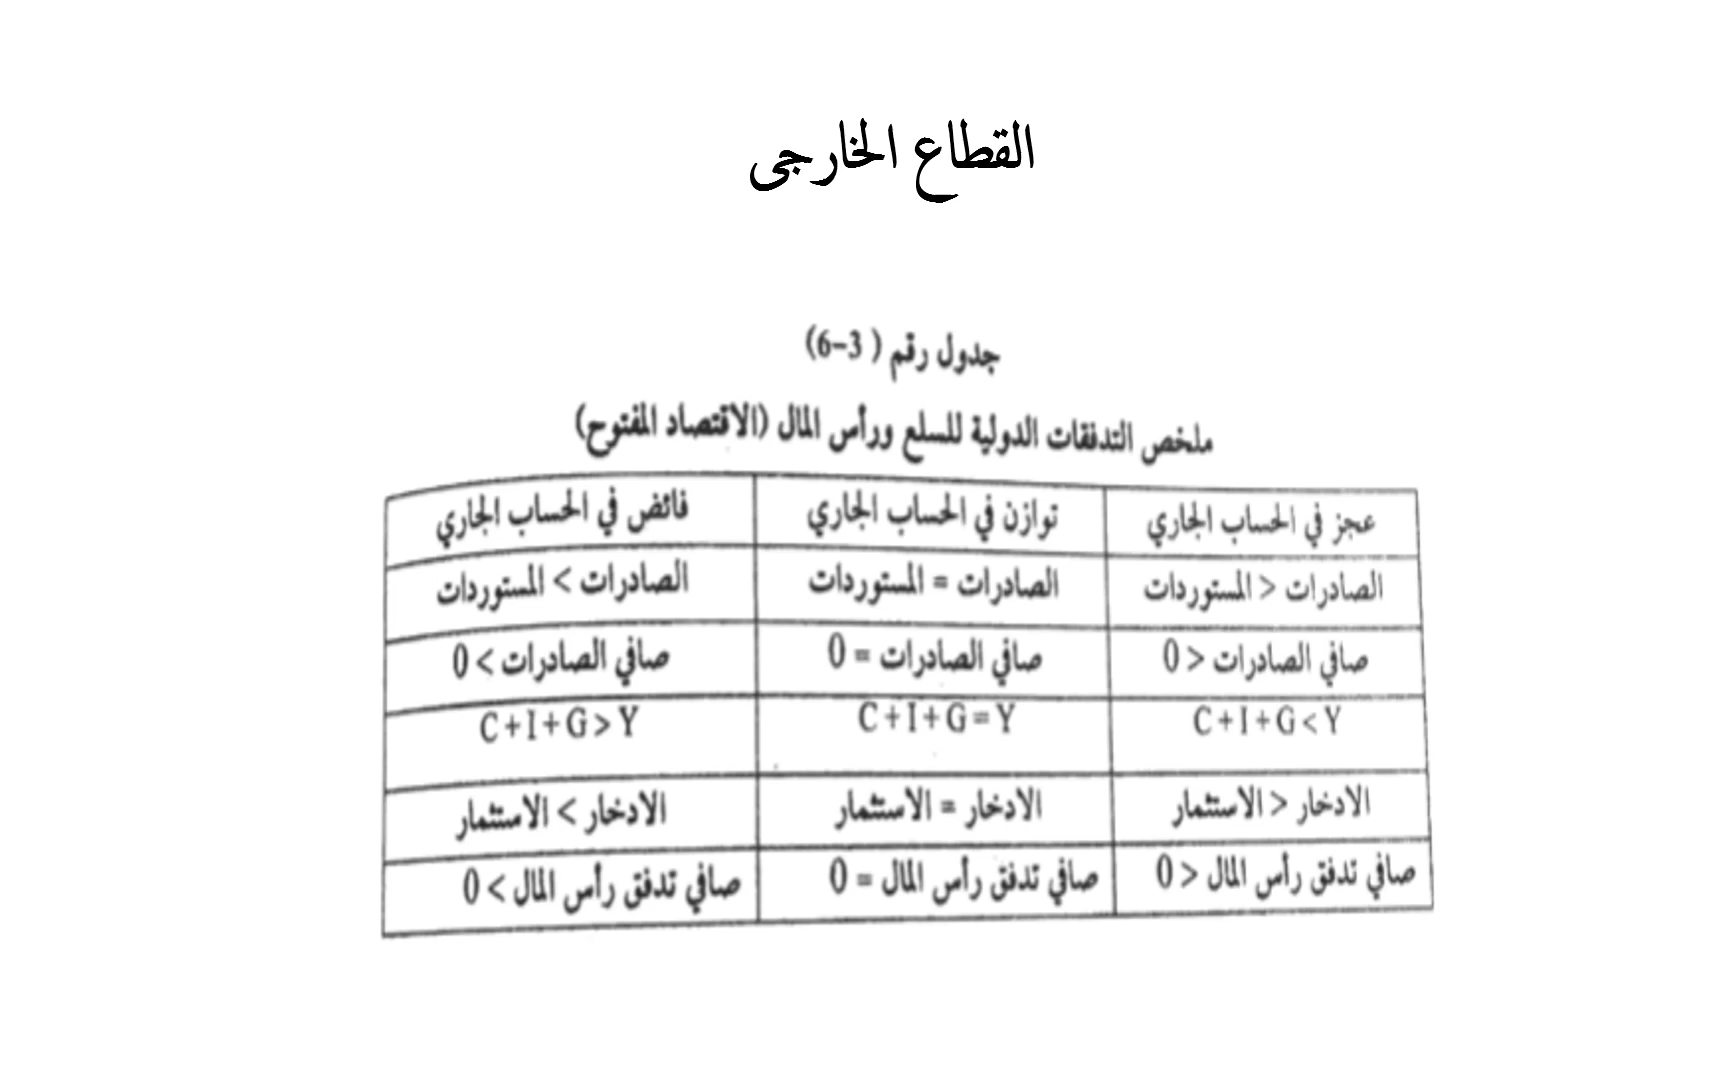 القطاع الخارجى
جدول رقم ( 3-6)
ملخص التدفقات الدولية للسلع ورأس المال (الاقتصاد المفتوح)
عجز في الحساب الجاري توازن في الحساب الجاري فائض في الحساب الجاري
الصادرات < المستوردات الصادرات = المستوردات الصادرات > المستوردات
صافي الصادرات < 0 صافي الصادرات = 0 صافي الصادرات > 0
C + I + G < Y C + I + G = Y C + I + G > Y
الادخار < الاستثمار الادخار = الاستثمار الادخار > الاستثمار
صافي تدفق رأس المال < 0 صافي تدفق رأس المال = 0 صافي تدفق رأس المال > 0